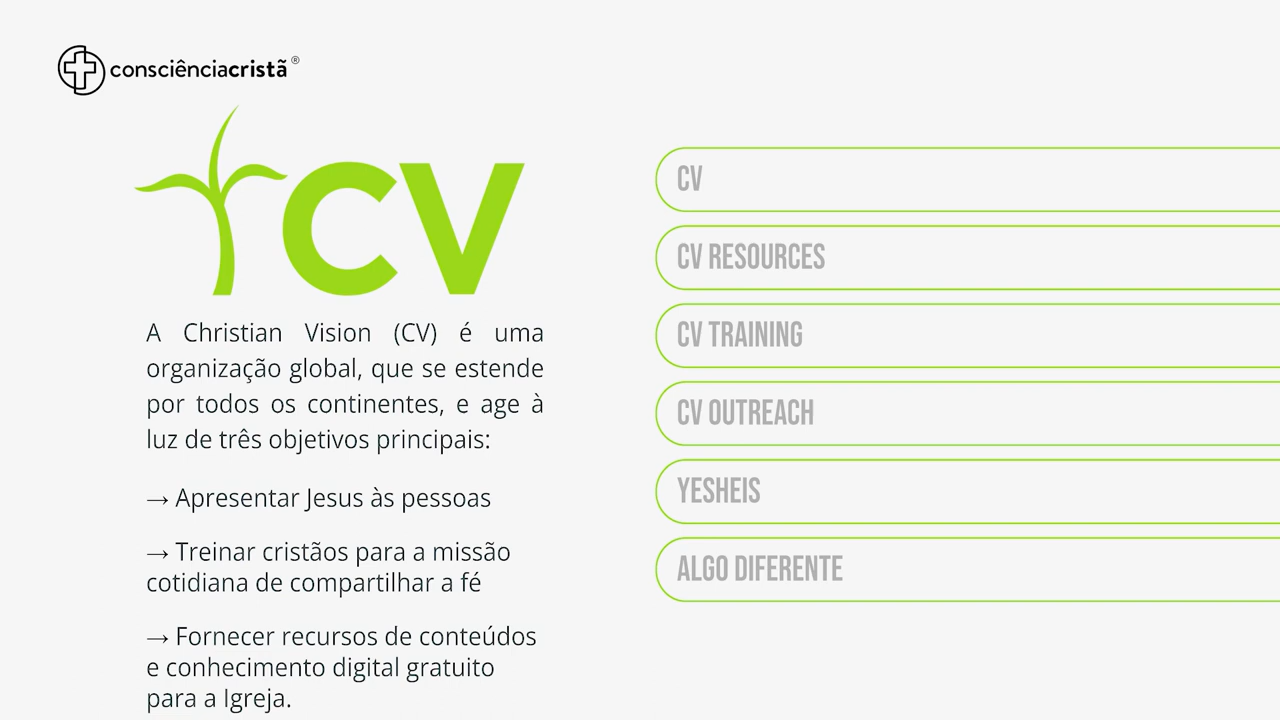 consciênciacristã®
CV
A Christian Vision (CV) é uma
organização global, que se estende
por todos os continentes, e age à
luz de três objetivos principais:
→ Apresentar Jesus às pessoas
→ Treinar cristãos para a missão
cotidiana de compartilhar a fé
→ Fornecer recursos de conteúdos
e conhecimento digital gratuito
para a Igreja.
CV
CV RESOURCES
CV TRAINING
CV OUTREACH
YESHEIS
ALGO DIFERENTE